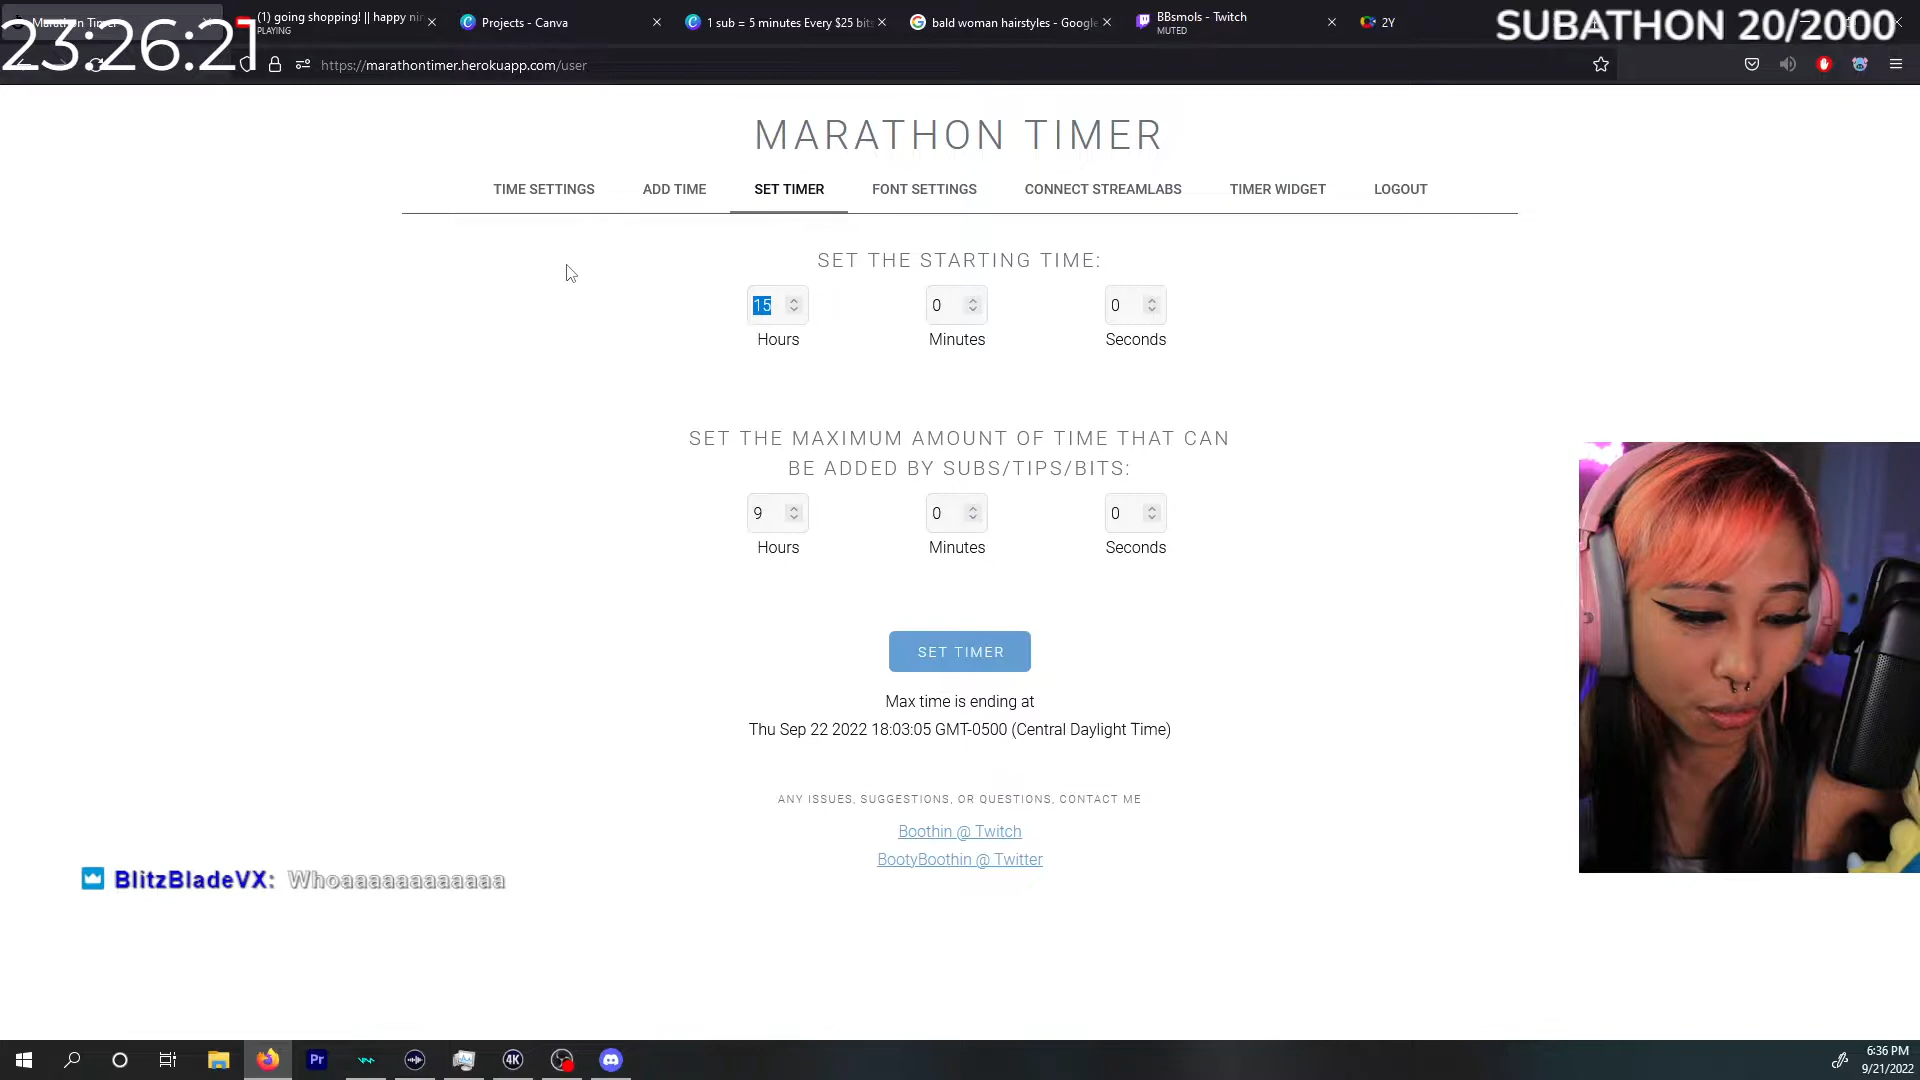 23:26:21
SUBATHON 20/2000
(1) going shopping! || happy nin
PLAYING
Projects - Canva
1 sub = 5 minutes Every $25 bits
bald woman hairstyles - Google
BBsmols - Twitch
MUTED
2Y
https://marathontimer.herokuapp.com/user
MARATHON TIMER
TIME SETTINGS
ADD TIME
SET TIMER
FONT SETTINGS
CONNECT STREAMLABS
TIMER WIDGET
LOGOUT
SET THE STARTING TIME:
15 0 0
Hours Minutes Seconds
SET THE MAXIMUM AMOUNT OF TIME THAT CAN
BE ADDED BY SUBS/TIPS/BITS:
9 0 0
Hours Minutes Seconds
SET TIMER
Max time is ending at
Thu Sep 22 2022 18:03:05 GMT-0500 (Central Daylight Time)
ANY ISSUES, SUGGESTIONS, OR QUESTIONS, CONTACT ME
Boothin @ Twitch
BootyBoothin @ Twitter
BlitzBladeVX: Whoaaaaaaaaaaaa
Pr
4K
6:36 PM
9/21/2022